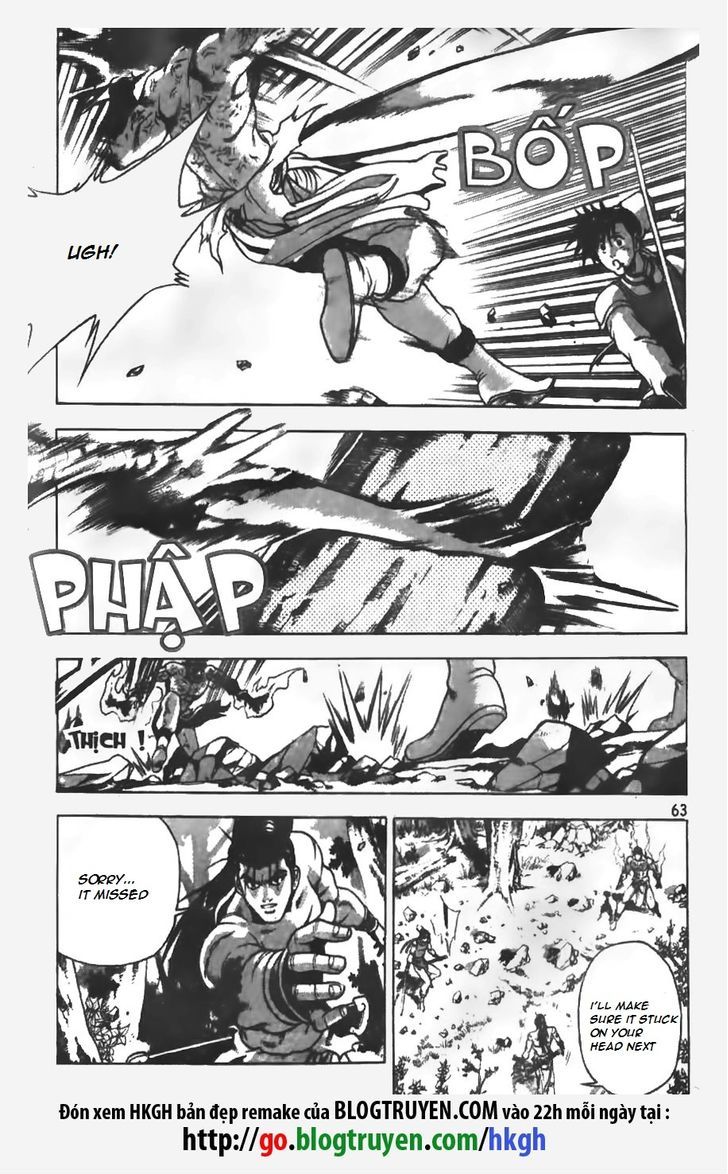 BỐP
UGH!
PHẬP
THỊCH !
63
SORRY...
IT MISSED
I'LL MAKE
SURE IT STUCK
ON YOUR
HEAD NEXT
Đón xem HKGH bản đẹp remake của BLOGTRUYEN.COM vào 22h mỗi ngày tại :
http://go.blogtruyen.com/hkgh